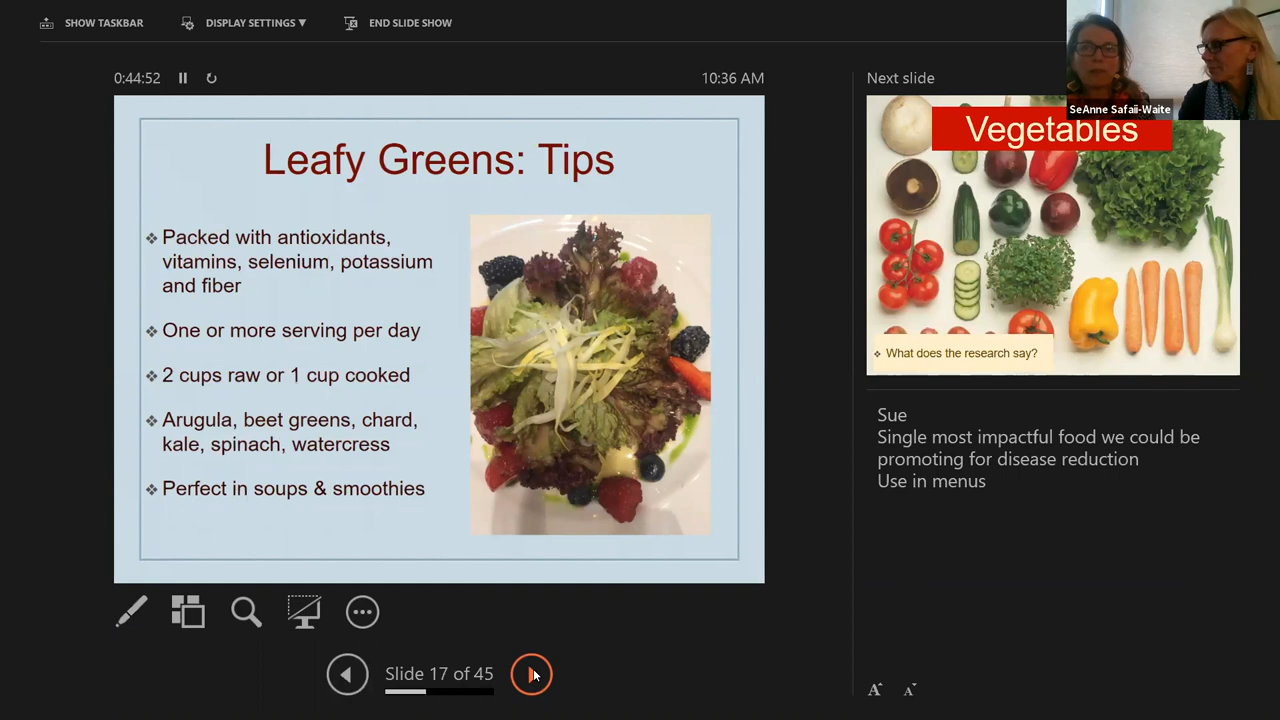 SHOW TASKBAR
DISPLAY SETTINGS ▼
END SLIDE SHOW
0:44:52
10:36 AM
Leafy Greens: Tips
❖ Packed with antioxidants,
vitamins, selenium, potassium
and fiber
❖ One or more serving per day
❖ 2 cups raw or 1 cup cooked
❖ Arugula, beet greens, chard,
kale, spinach, watercress
❖ Perfect in soups & smoothies
Slide 17 of 45
Next slide
SeAnne Safaii-Waite
Vegetables
❖ What does the research say?
Sue
Single most impactful food we could be
promoting for disease reduction
Use in menus
A A